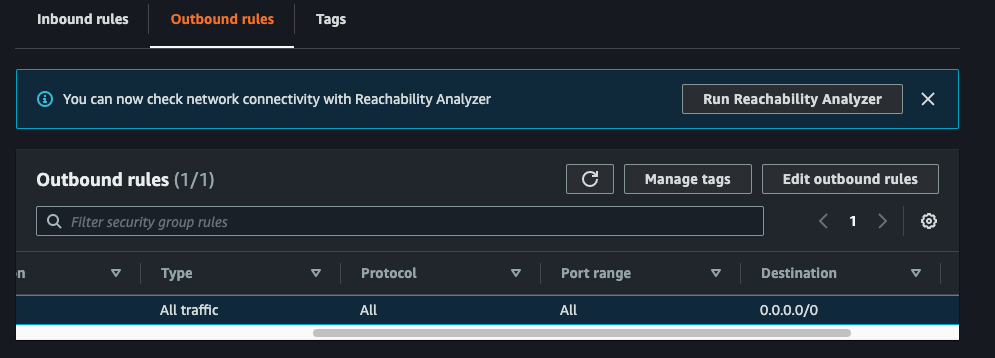 Inbound rules Outbound rules Tags
You can now check network connectivity with Reachability Analyzer Run Reachability Analyzer
Outbound rules (1/1) Manage tags Edit outbound rules
Filter security group rules 1
n Type Protocol Port range Destination
All traffic All All 0.0.0.0/0